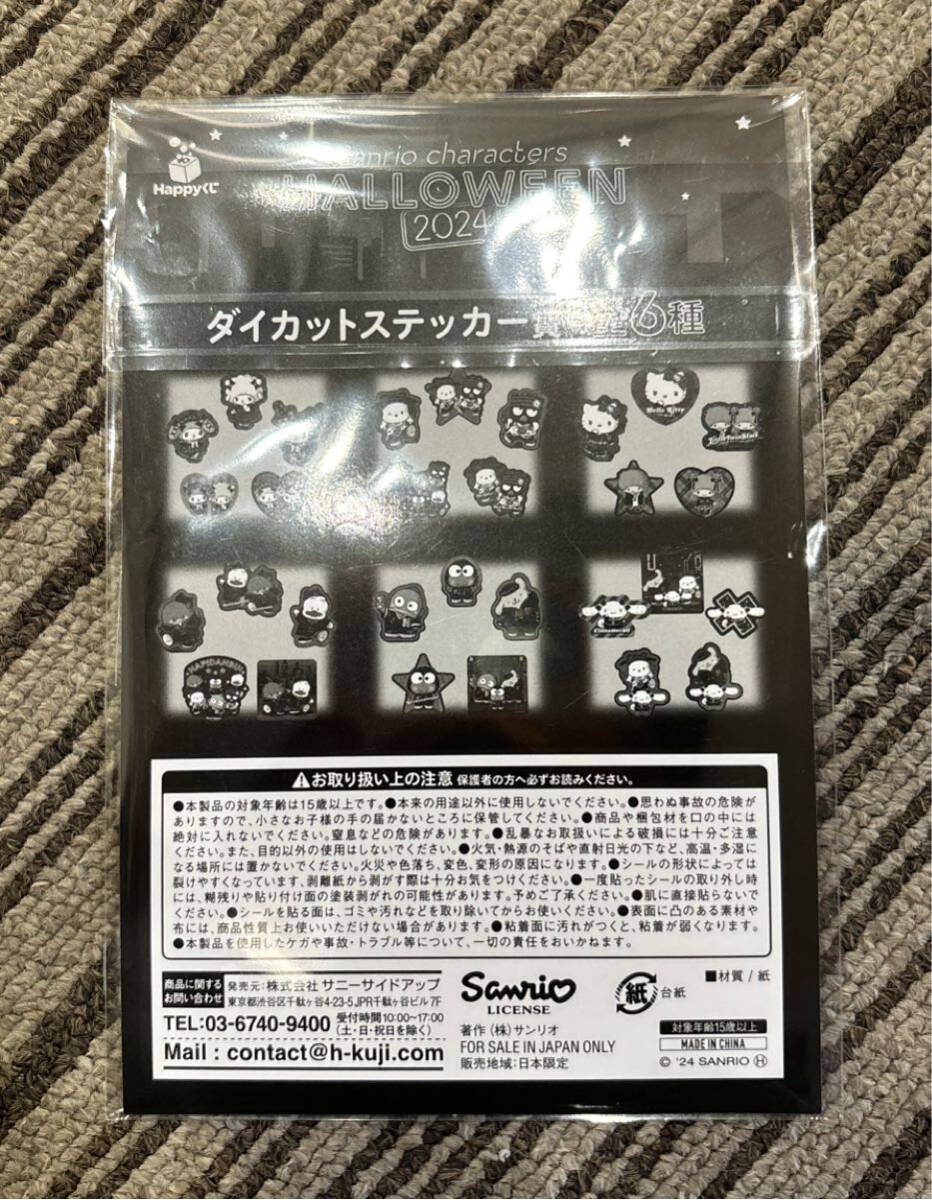 Happyくじ
Sanrio characters
HALLOWEEN
2024
ダイカットステッカー賞 全6種
Hello Kitty
HAPIDANBUI
⚠お取り扱い上の注意 保護者の方へ必ずお読みください。
●本製品の対象年齢は15歳以上です。●本来の用途以外に使用しないでください。●思わぬ事故の危険が
ありますので、小さなお子様の手の届かないところに保管してください。●商品や梱包材を口の中には
絶対に入れないでください。窒息などの危険があります。●乱暴なお取扱いによる破損には十分ご注意
ください。また、目的以外の使用はしないでください。●火気・熱源のそばや直射日光の下など、高温・多湿に
なる場所には置かないでください。火災や色落ち、変色、変形の原因になります。●シールの形状によっては
裂けやすくなっています、剥離紙から剥がす際は十分お気をつけください。●一度貼ったシールの取り外し時
には、糊残りや貼り付け面の塗装剥がれの可能性があります。予めご了承ください。●肌に直接貼らないで
ください。●シールを貼る面は、ゴミや汚れなどを取り除いてからお使いください。●表面に凸のある素材や
布には、商品性質上お使いいただけない場合があります。●粘着面に汚れがつくと、粘着が弱くなります。
●本製品を使用したケガや事故・トラブル等について、一切の責任をおいかねます。
商品に関する
お問い合わせ
発売元：株式会社 サニーサイドアップ
東京都渋谷区千駄ヶ谷4-23-5 JPR千駄ヶ谷ビル 7F
TEL:03-6740-9400 受付時間10:00~17:00
(土・日・祝日を除く)
Mail : contact@h-kuji.com
Sanrio
LICENSE
著作 (株)サンリオ
FOR SALE IN JAPAN ONLY
販売地域:日本限定
紙 台紙
■材質 / 紙
対象年齢15歳以上
MADE IN CHINA
© '24 SANRIO Ⓗ